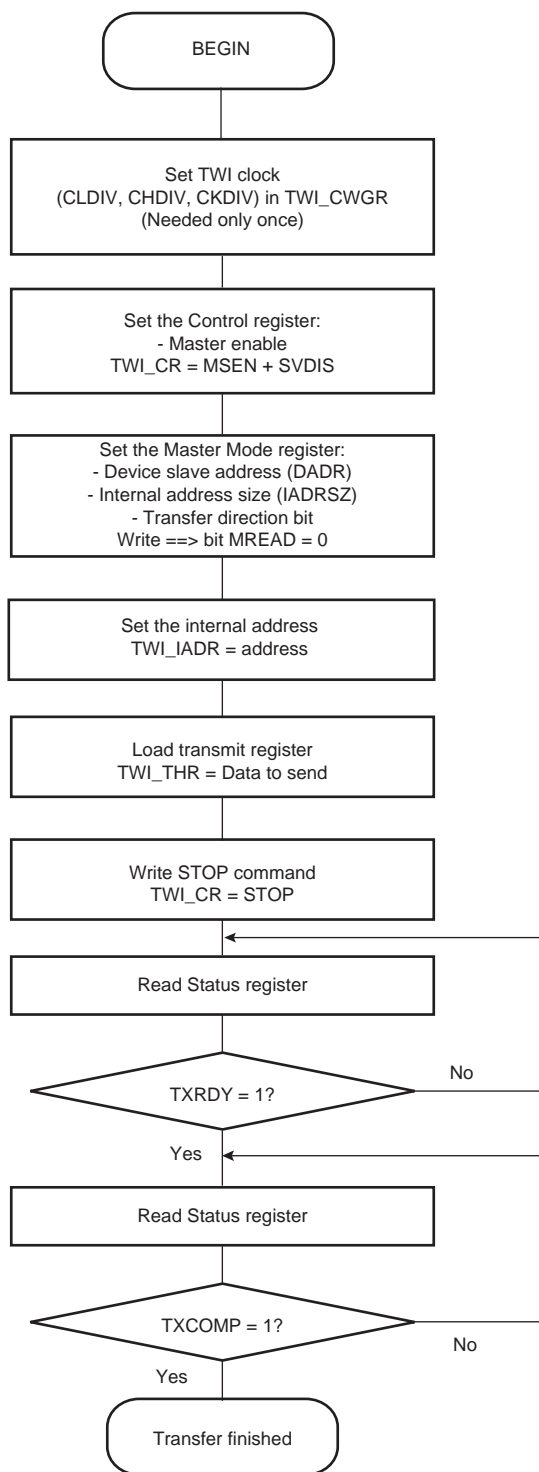 BEGIN
Set TWI clock
(CLDIV, CHDIV, CKDIV) in TWI_CWGR
(Needed only once)
Set the Control register:
- Master enable
TWI_CR = MSEN + SVDIS
Set the Master Mode register:
- Device slave address (DADR)
- Internal address size (IADRSZ)
- Transfer direction bit
Write ==> bit MREAD = 0
Set the internal address
TWI_IADR = address
Load transmit register
TWI_THR = Data to send
Write STOP command
TWI_CR = STOP
Read Status register
No
TXRDY = 1?
Yes
Read Status register
TXCOMP = 1?
No
Yes
Transfer finished